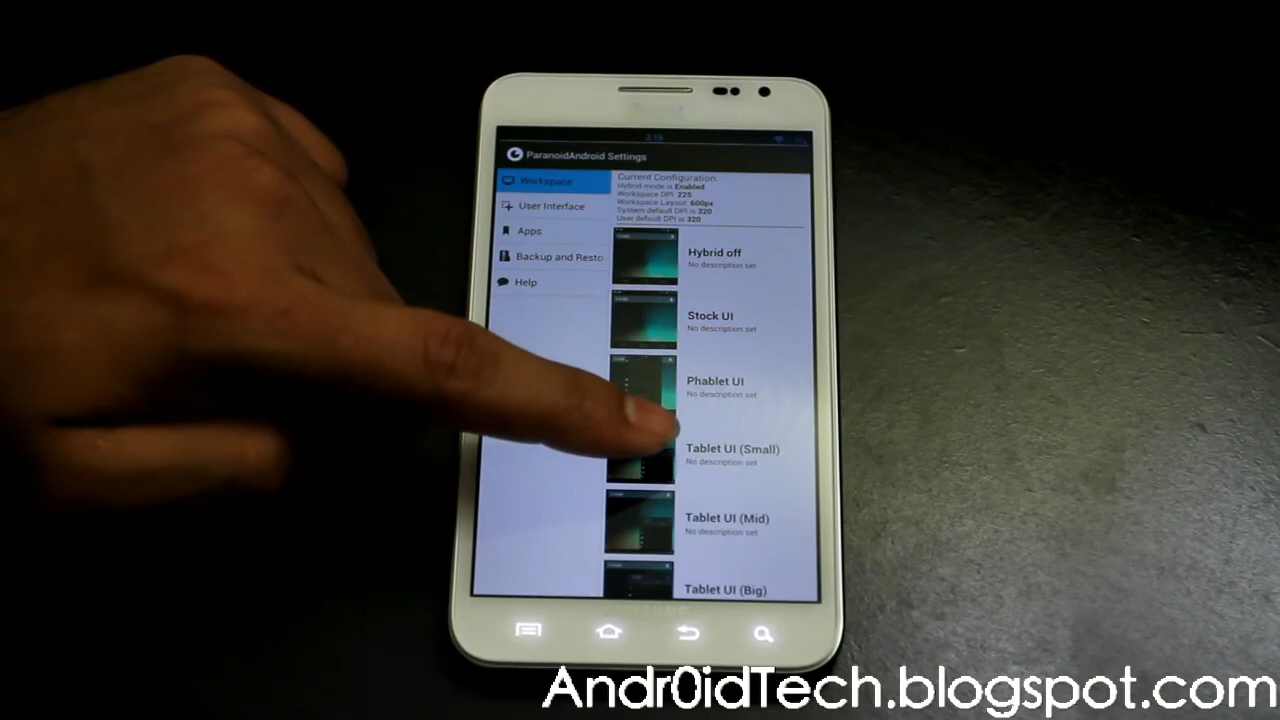 2:16
ParanoidAndroid Settings
Workspace
User Interface
Apps
Backup and Resto
Help
Current Configuration:
Hybrid mode is Enabled
Workspace DPI: 225
Workspace Layout: 600px
System default DPI is 320
User default DPI is 320
Hybrid off
No description set
Stock UI
No description set
Phablet UI
No description set
Tablet UI (Small)
No description set
Tablet UI (Mid)
No description set
Tablet UI (Big)
Andr0idTech.blogspot.com